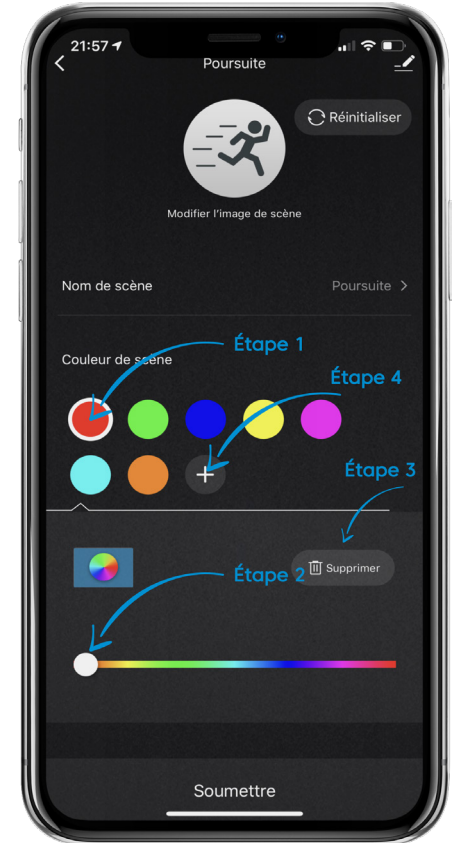 21:57
Poursuite
Réinitialiser
Modifier l'image de scène
Nom de scène
Poursuite
Étape 1
Couleur de scène
Étape 4
Étape 3
Étape 2
Supprimer
Soumettre